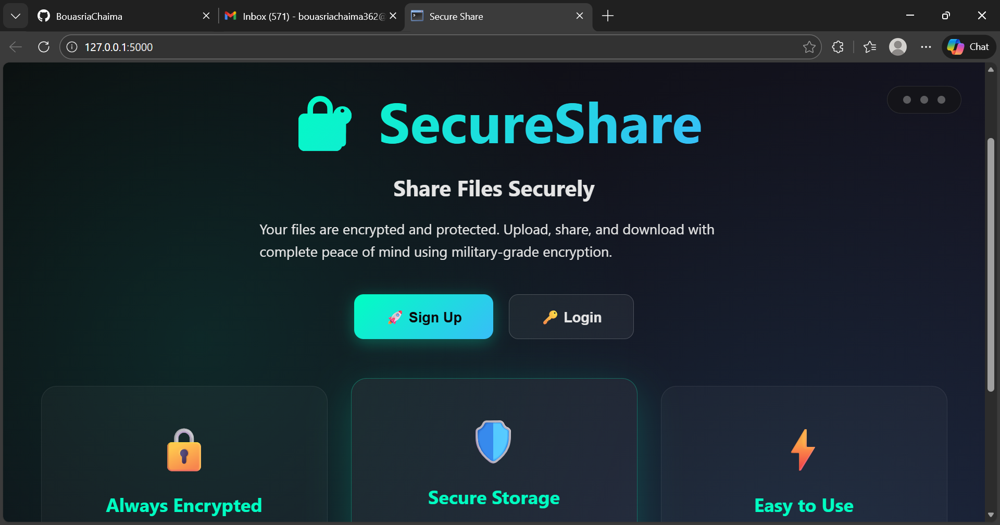 BouasriaChaima
Inbox (571) - bouasriachaima362@
Secure Share
127.0.0.1:5000
Chat
SecureShare
Share Files Securely
Your files are encrypted and protected. Upload, share, and download with
complete peace of mind using military-grade encryption.
Sign Up
Login
Always Encrypted
Secure Storage
Easy to Use